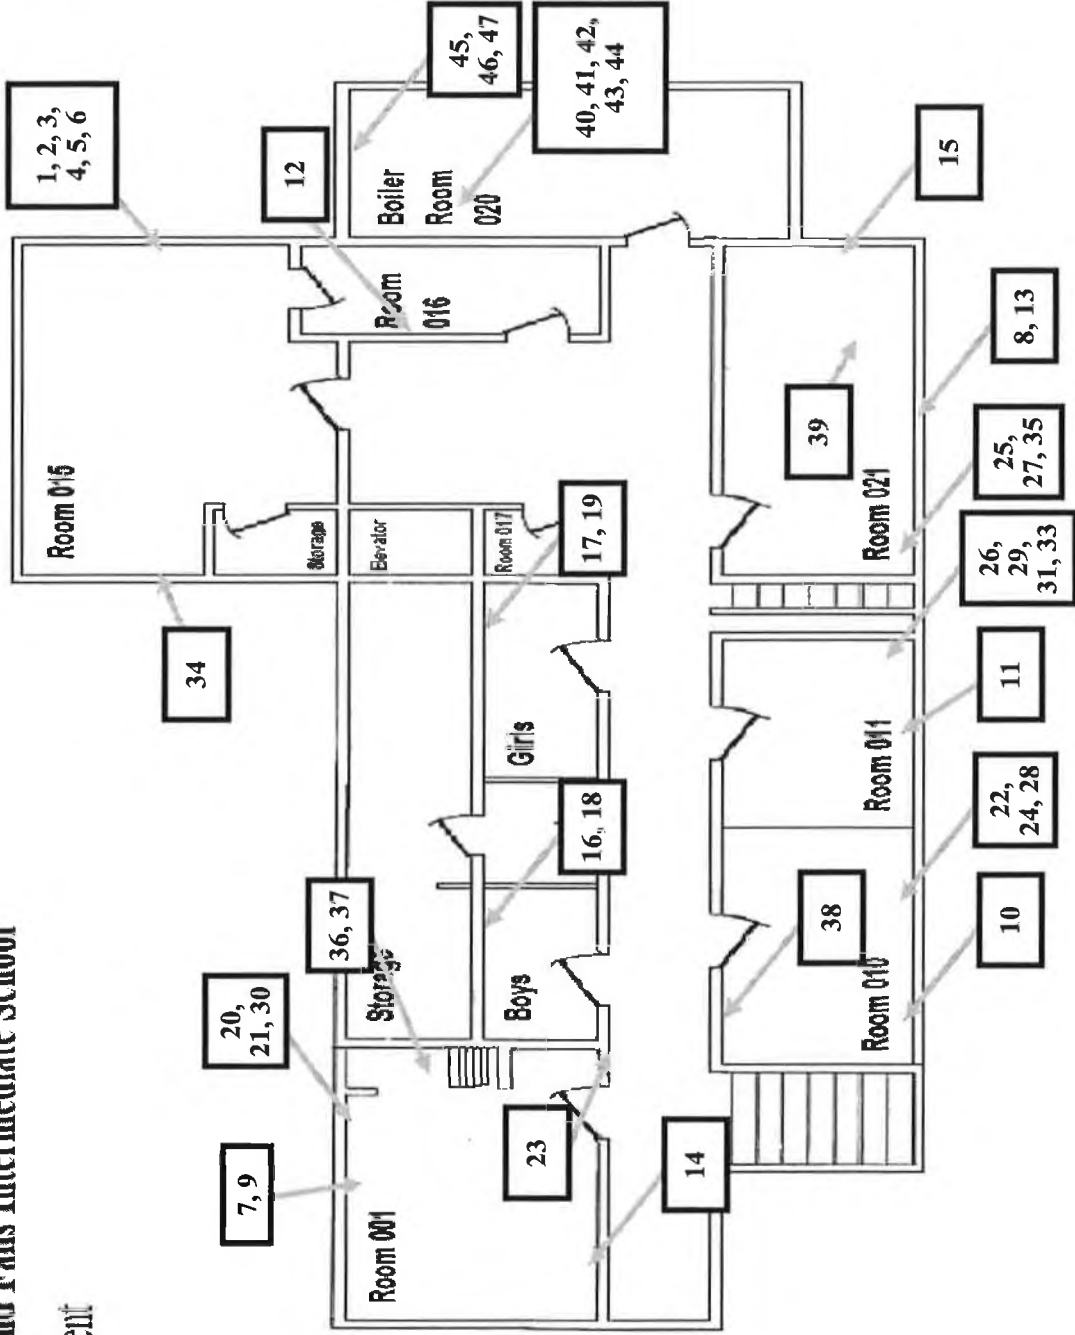 Falls Intermediate School
1, 2, 3,
4, 5, 6
34
Room 015
7, 9
20,
21, 30
12
Storage
36, 37
Room 001
Storage
Elevator
Room
016
Boiler
Room
020
45,
46, 47
Boys
Girls
Room 017
23
16, 18
17, 19
40, 41, 42,
43, 44
14
38
39
Room 010
Room 011
Room 021
15
10
22,
24, 28
11
26,
29,
31, 33
25,
27, 35
8, 13